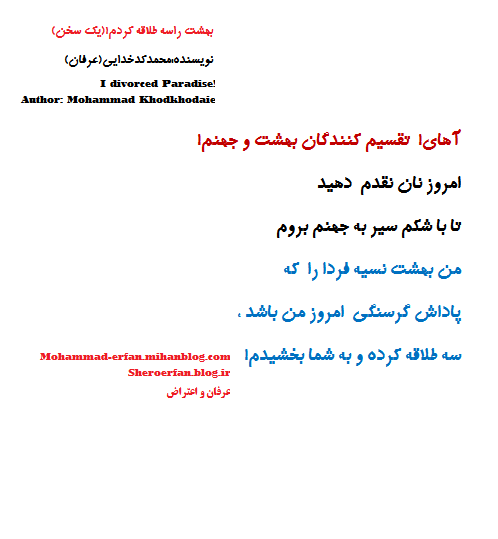 بهشت راسه طلاقه کردم!(یک سخن)
نویسنده:محمدکدخدایی(عرفان)
I divorced Paradise!
Author: Mohammad Khodkhodaie
آهای! تقسیم کنندگان بهشت و جهنم!
امروز نان نقدم دهید
تا با شکم سیر به جهنم بروم
من بهشت نسیه فردا را که
پاداش گرسنگی امروز من باشد ،
سه طلاقه کرده و به شما بخشیدم!
Mohammad-erfan.mihanblog.com
Sheroerfan.blog.ir
عرفان و اعتراض